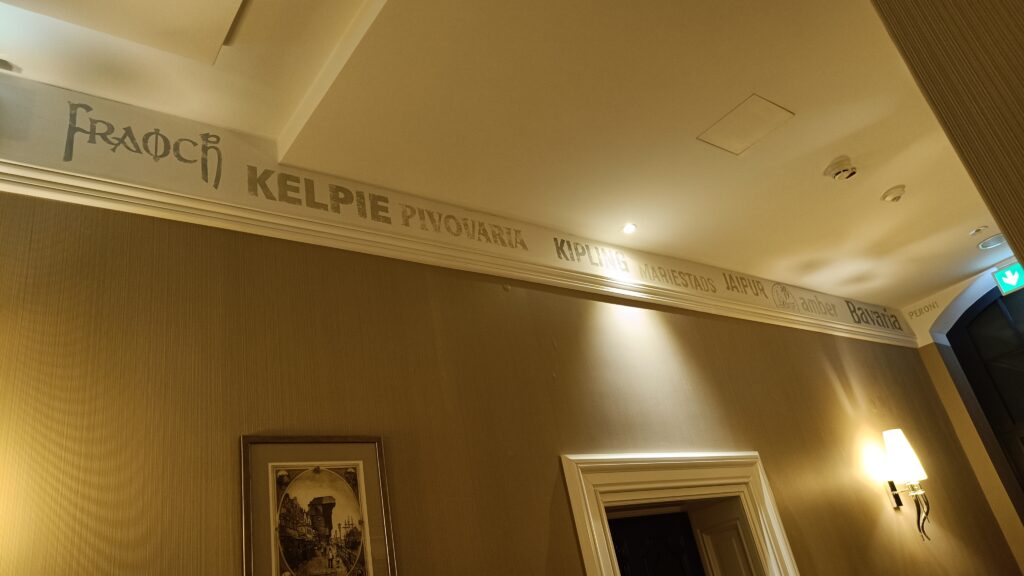 FRAOCH
KELPIE
PIVOVARIA
KIPLING
MARIESTADS
JAIPUR
amber
Bavaria
PERONI